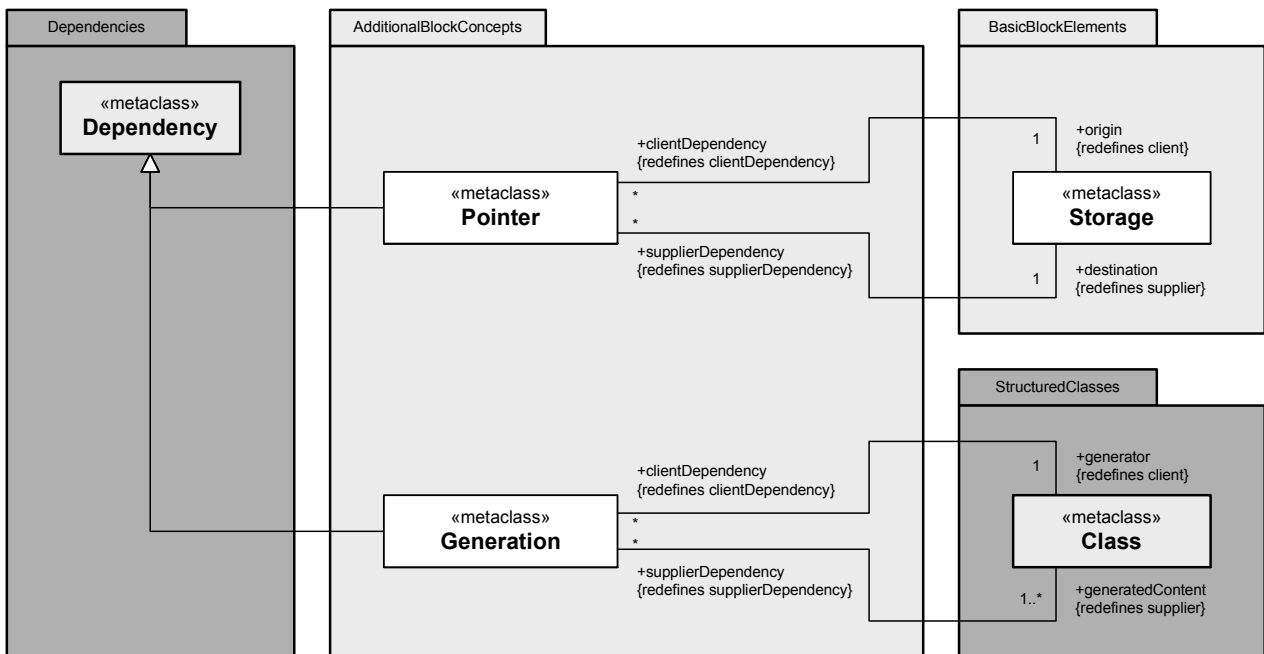 Dependencies
AdditionalBlockConcepts
BasicBlockElements
«metaclass»
Dependency
+clientDependency
{redefines clientDependency}
*
1
+origin
{redefines client}
«metaclass»
Pointer
«metaclass»
Storage
*
+supplierDependency
{redefines supplierDependency}
1
+destination
{redefines supplier}
StructuredClasses
+clientDependency
{redefines clientDependency}
*
1
+generator
{redefines client}
«metaclass»
Generation
«metaclass»
Class
*
+supplierDependency
{redefines supplierDependency}
1..*
+generatedContent
{redefines supplier}